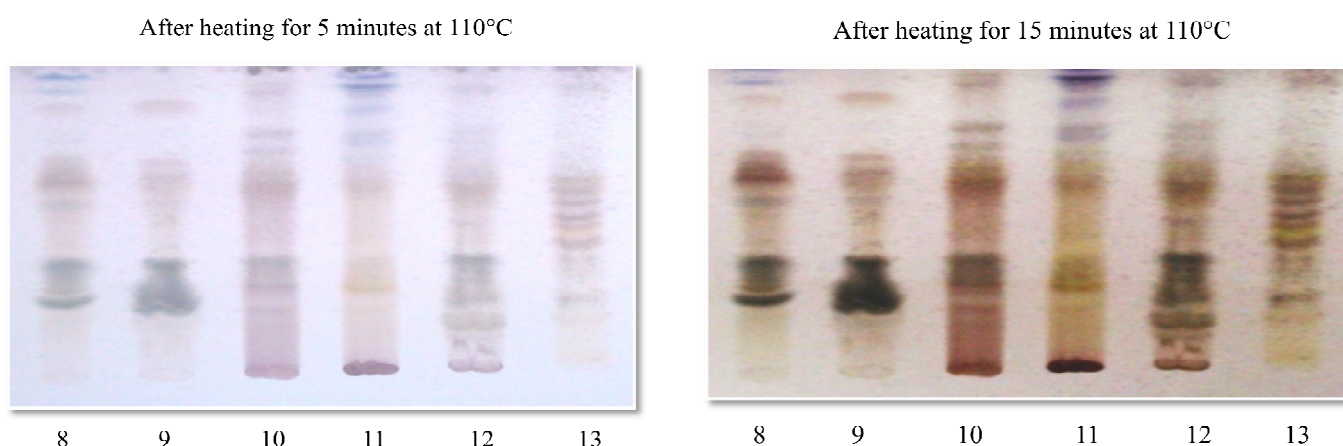 After heating for 5 minutes at 110°C
After heating for 15 minutes at 110°C
8 9 10 11 12 13
8 9 10 11 12 13